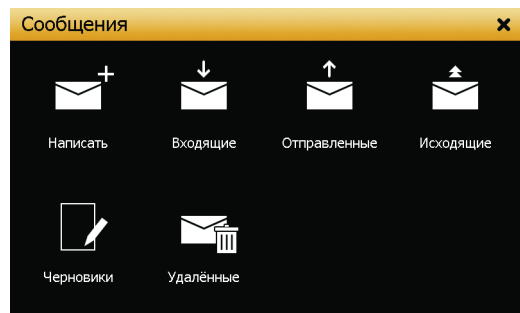 Сообщения
Написать Входящие Отправленные Исходящие
Черновики Удалённые